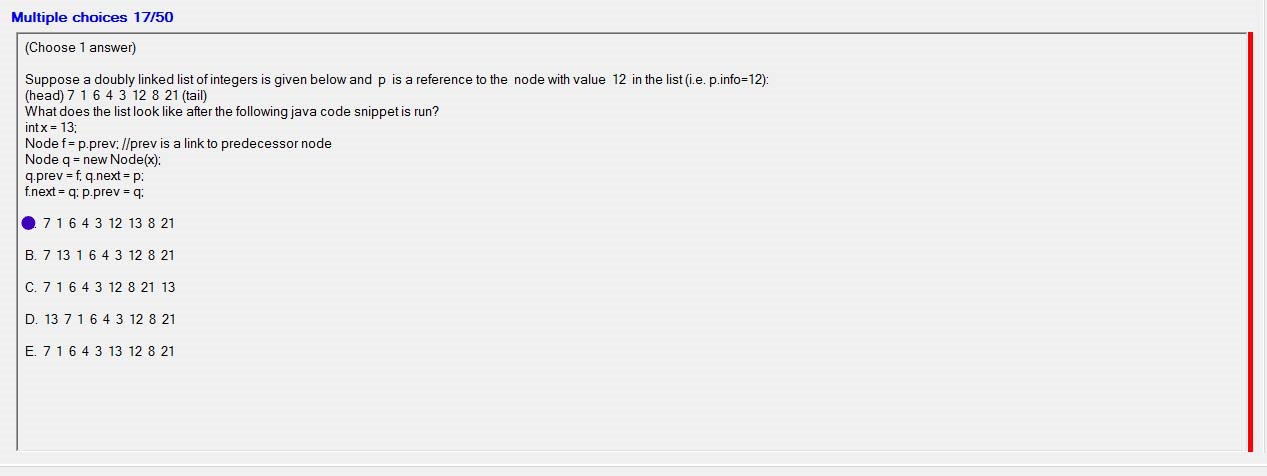 Multiple choices 17/50
(Choose 1 answer)
Suppose a doubly linked list of integers is given below and p is a reference to the node with value 12 in the list (i.e. p.info=12):
(head) 7 1 6 4 3 12 8 21 (tail)
What does the list look like after the following java code snippet is run?
int x = 13;
Node f = p.prev; //prev is a link to predecessor node
Node q = new Node(x);
q.prev = f; q.next = p;
f.next = q; p.prev = q;
. 7 1 6 4 3 12 13 8 21
B. 7 13 1 6 4 3 12 8 21
C. 7 1 6 4 3 12 8 21 13
D. 13 7 1 6 4 3 12 8 21
E. 7 1 6 4 3 13 12 8 21